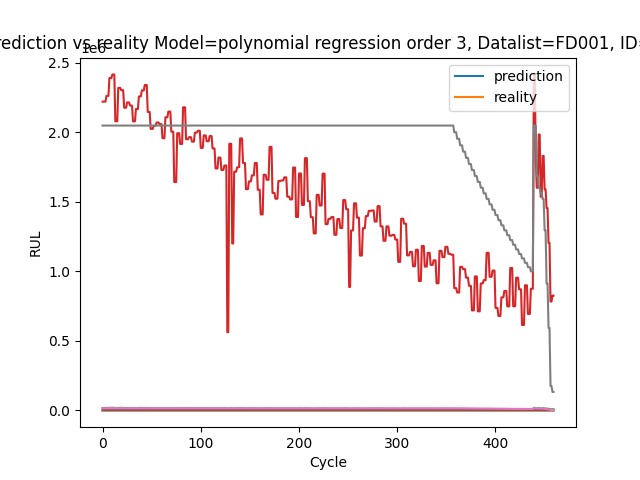 rediction vs reality Model=polynomial regression order 3, Datalist=FD001, ID=
1e6
2.5
2.0
1.5
1.0
0.5
0.0
RUL
0
100
200
300
400
Cycle
prediction
reality